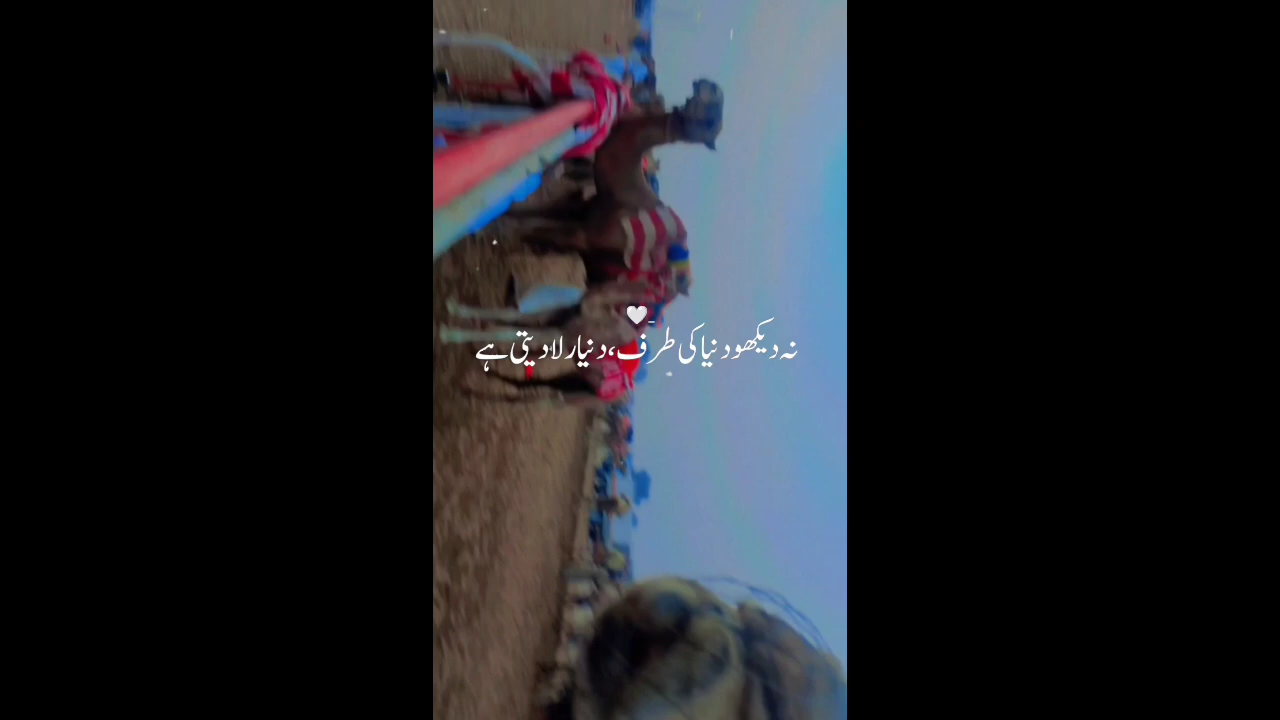 🤍
نہ دیکھو دنیا کی طرف، دنیا رلا دیتی ہے